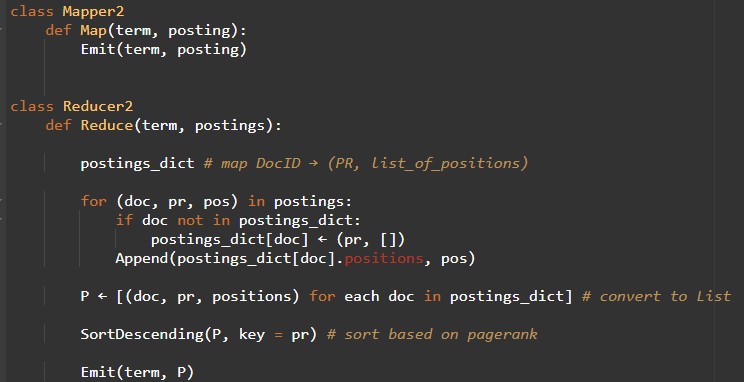 class Mapper2
def Map(term, posting):
Emit(term, posting)
class Reducer2
def Reduce(term, postings):
postings_dict # map DocID → (PR, list_of_positions)
for (doc, pr, pos) in postings:
if doc not in postings_dict:
postings_dict[doc] ← (pr, [])
Append(postings_dict[doc].positions, pos)
P ← [(doc, pr, positions) for each doc in postings_dict] # convert to List
SortDescending(P, key = pr) # sort based on pagerank
Emit(term, P)